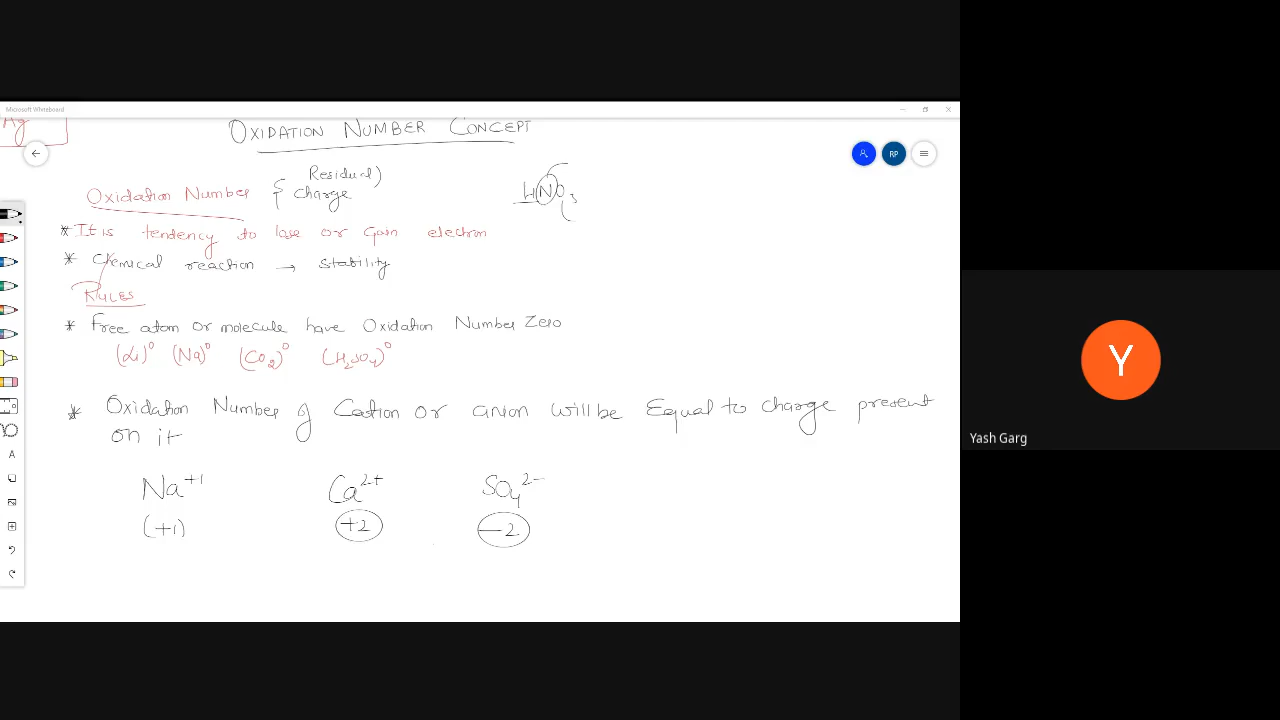 Microsoft Whiteboard
Ag
OXIDATION NUMBER CONCEPT
RP
Residual)
Oxidation Number { charge
HNO3
* It is tendency to lose or gain electron
* Chemical reaction → stability
RULES
* Free atom or molecule have Oxidation Number Zero
(Li)⁰ (Na)⁰ (CO2)⁰ (H2SO4)⁰
* Oxidation Number of Cation or anion will be Equal to charge present
on it
Na⁺¹ Ca²⁺ SO4²⁻
(+1) +2 −2
A
Y
Yash Garg